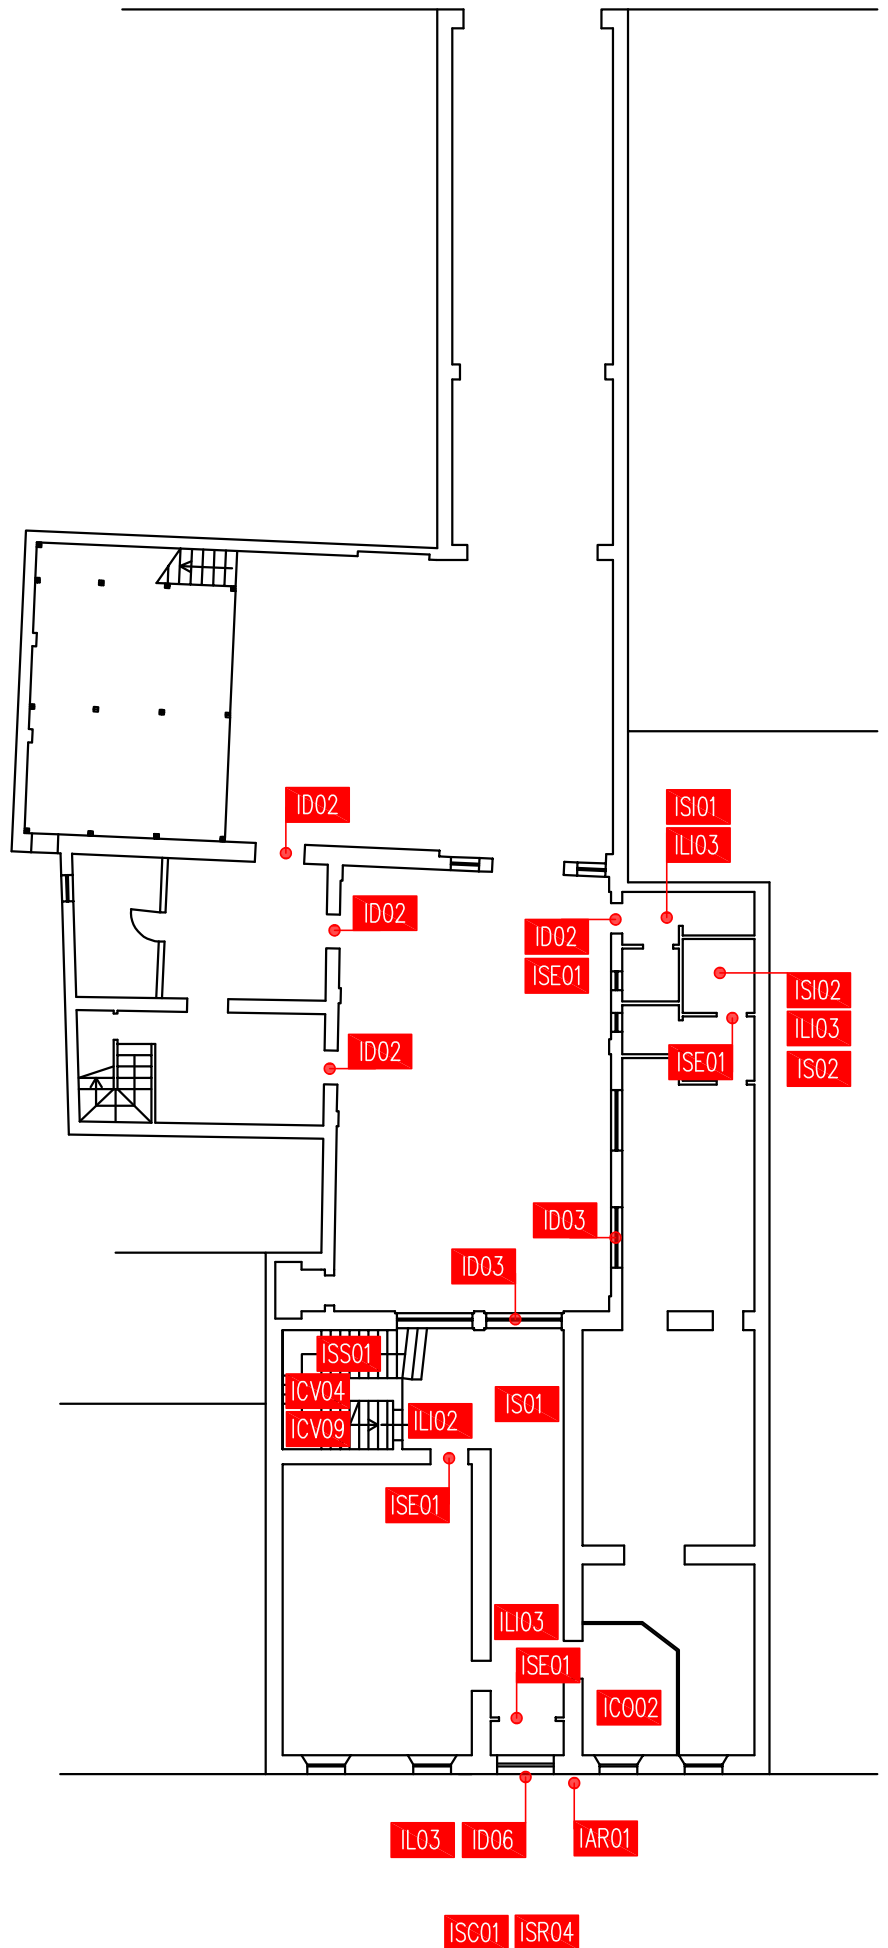 ID02
ISI01
ILI03
ID02
ID02
ISE01
ISI02
ILI03
ISE01
IS02
ID02
ID03
ID03
ISS01
ICV04
IS01
ICV09
ILI02
ISE01
ILI03
ISE01
ICO02
IL03 ID06 IAR01
ISC01 ISR04